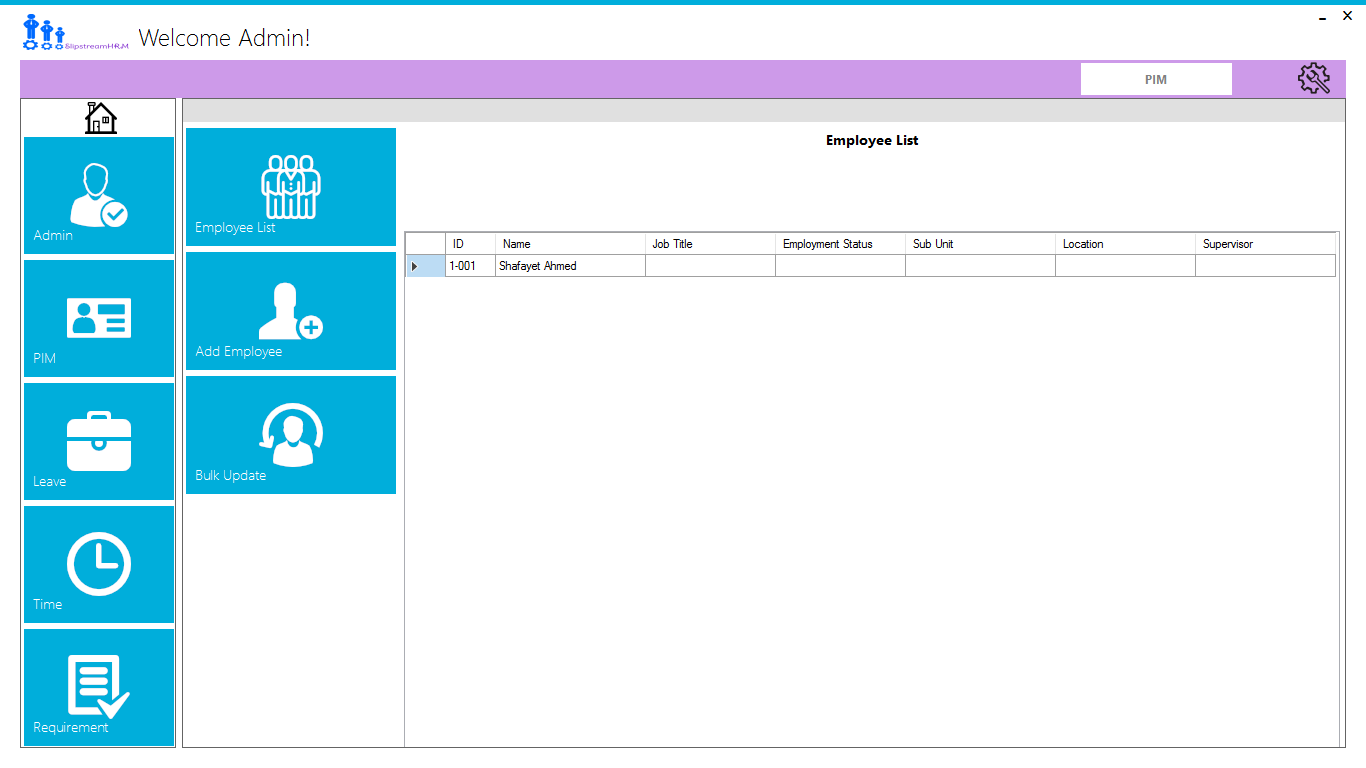 SlipstreamHRM
Welcome Admin!
PIM
Admin
PIM
Leave
Time
Requirement
Employee List
Add Employee
Bulk Update
Employee List
ID Name Job Title Employment Status Sub Unit Location Supervisor
1-001 Shafayet Ahmed